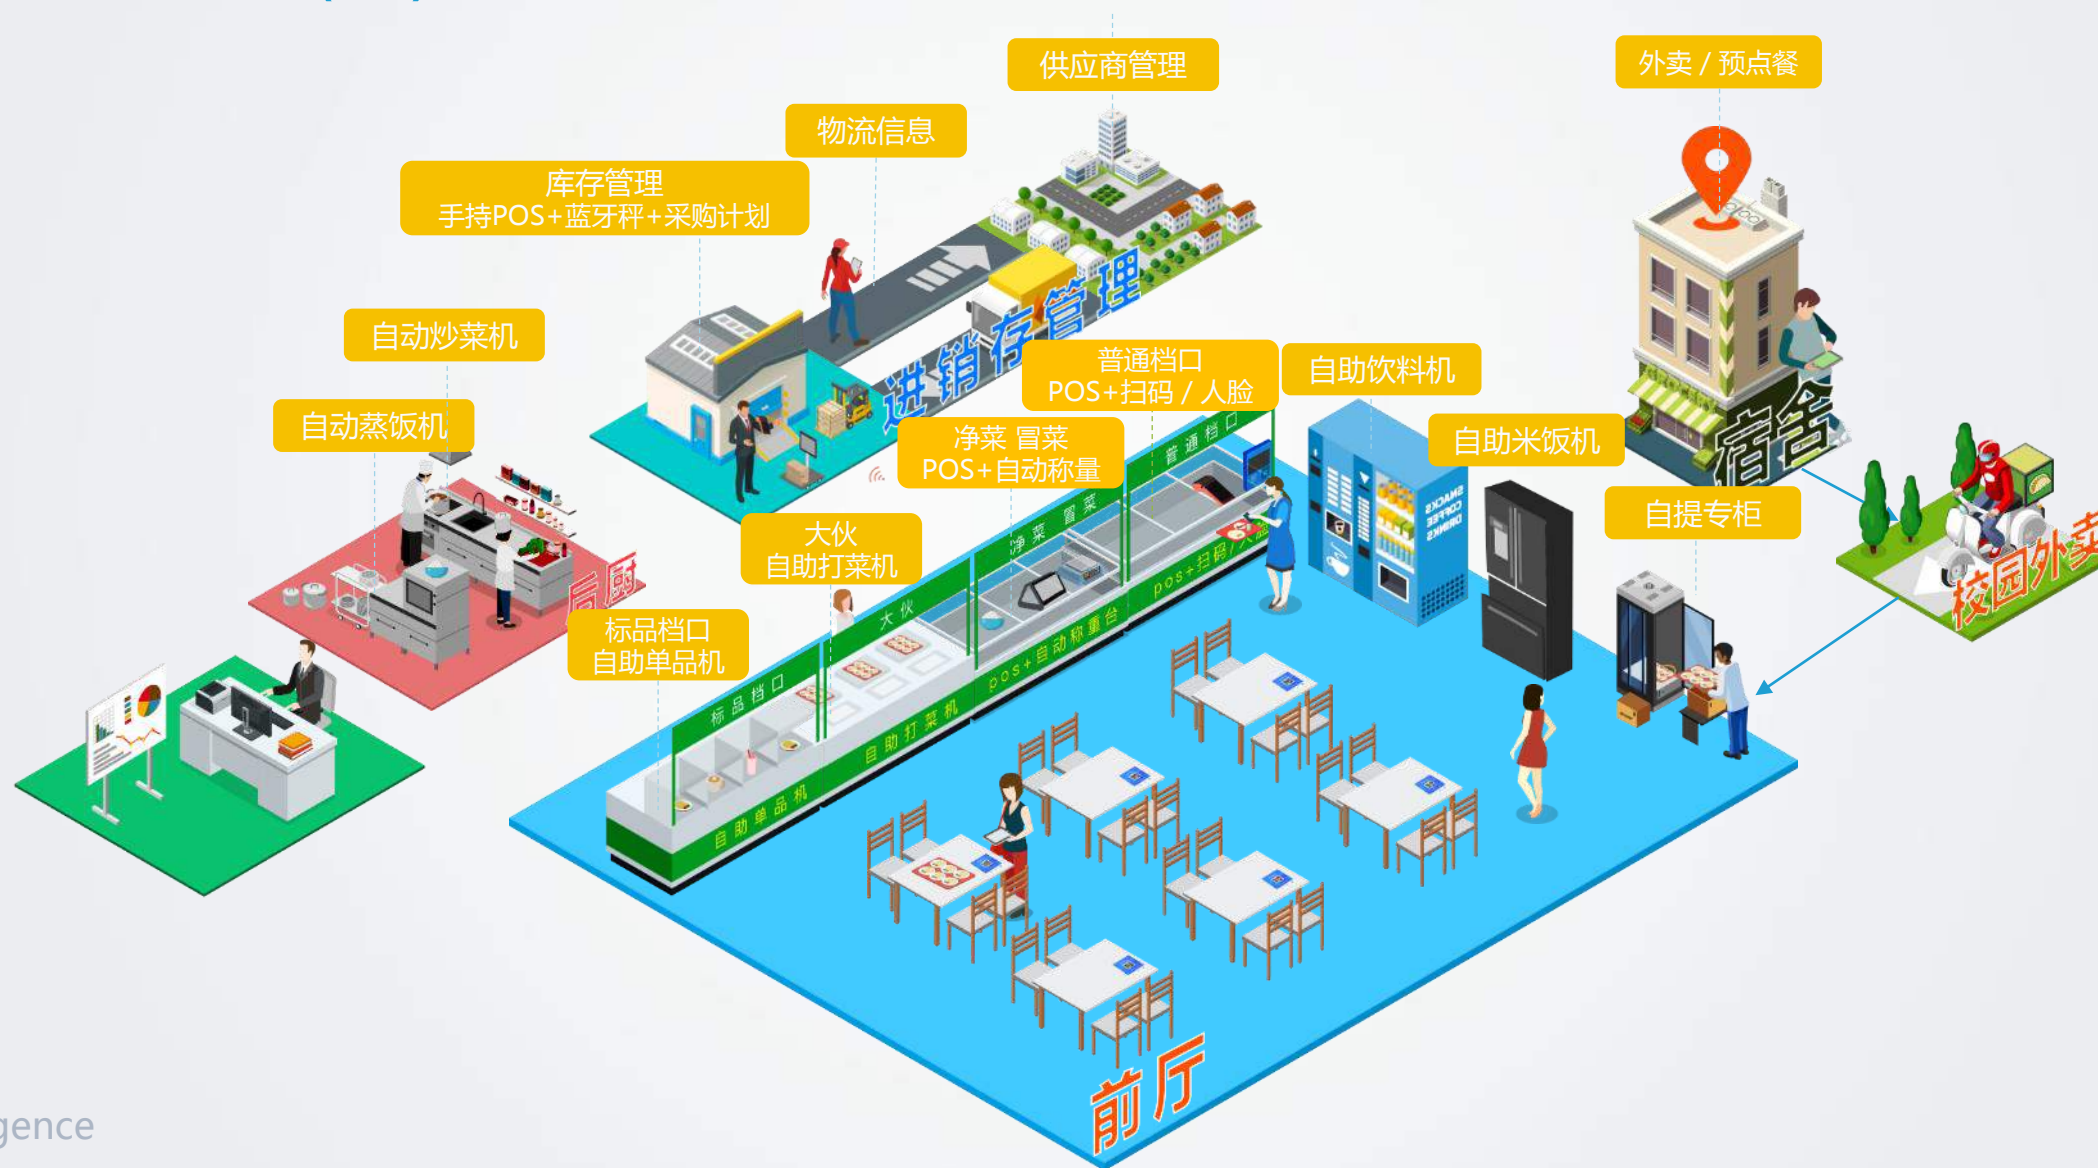 供应商管理
外卖 / 预点餐
物流信息
库存管理
手持POS+蓝牙秤+采购计划
进销存管理
自动炒菜机
普通档口
POS+扫码 / 人脸
自助饮料机
自动蒸饭机
净菜 冒菜
POS+自动称量
自助米饭机
宿舍
自提专柜
大伙
自助打菜机
标品档口
自助单品机
后厨
校园外卖
普通档口
净菜 冒菜
大伙
标品档口
pos+扫码/人脸
pos+自动称重台
自助打菜机
自助单品机
SNACKS
COFFEE
DRINKS
前厅
gence